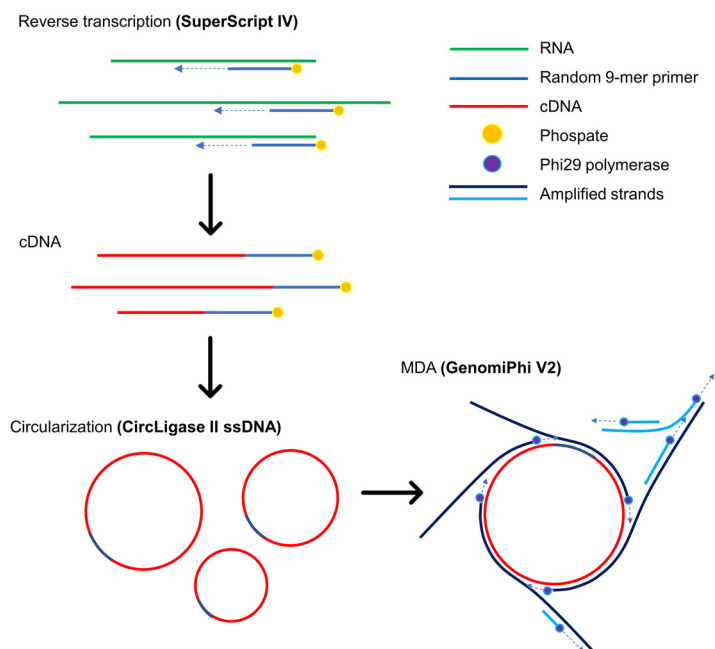 Reverse transcription (SuperScript IV)
RNA
Random 9-mer primer
cDNA
Phospate
Phi29 polymerase
Amplified strands
cDNA
MDA (GenomiPhi V2)
Circularization (CircLigase II ssDNA)